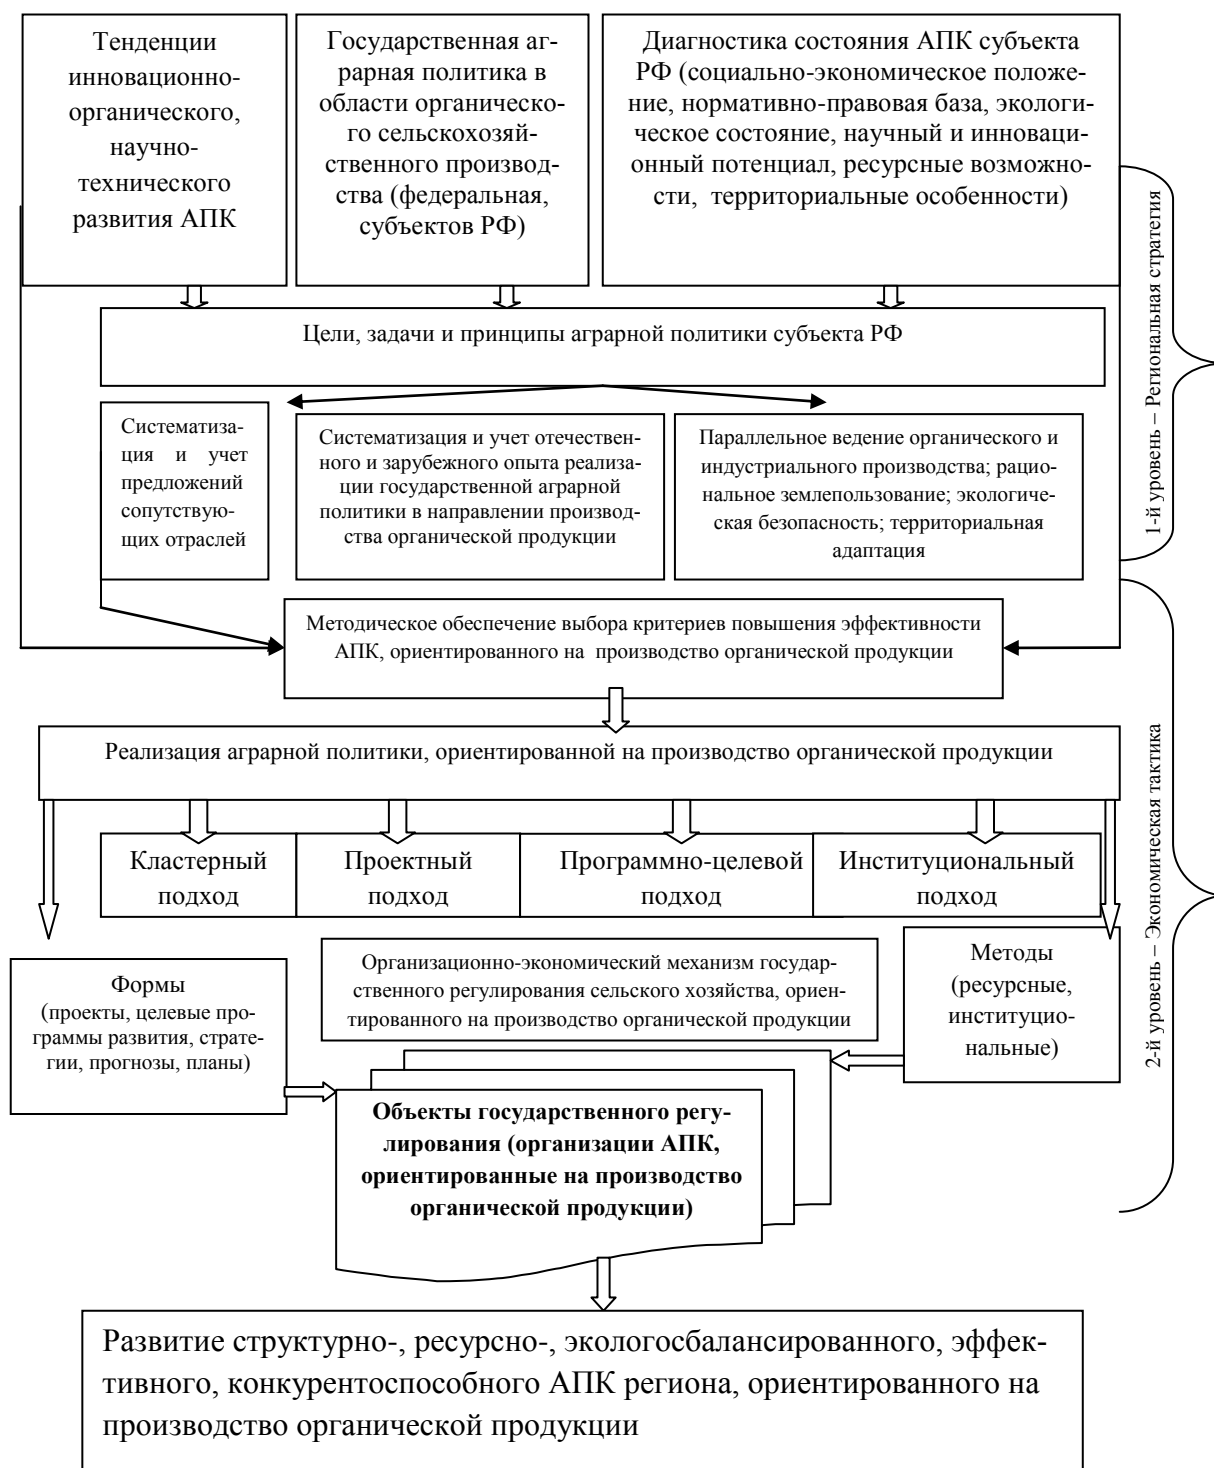 Тенденции
инновационно-
органического,
научно-
технического
развития АПК
Государственная аг-
рарная политика в
области органическо-
го сельскохозяй-
ственного производ-
ства (федеральная,
субъектов РФ)
Диагностика состояния АПК субъекта
РФ (социально-экономическое положе-
ние, нормативно-правовая база, экологи-
ческое состояние, научный и инноваци-
онный потенциал, ресурсные возможно-
сти, территориальные особенности)
Цели, задачи и принципы аграрной политики субъекта РФ
Систематиза-
ция и учет
предложений
сопутствую-
щих отраслей
Систематизация и учет отечествен-
ного и зарубежного опыта реализа-
ции государственной аграрной
политики в направлении производ-
ства органической продукции
Параллельное ведение органического и
индустриального производства; рацио-
нальное землепользование; экологиче-
ская безопасность; территориальная
адаптация
1-й уровень – Региональная стратегия
Методическое обеспечение выбора критериев повышения эффективности
АПК, ориентированного на производство органической продукции
Реализация аграрной политики, ориентированной на производство органической продукции
Кластерный
подход
Проектный
подход
Программно-целевой
подход
Институциональный
подход
Формы
(проекты, целевые про-
граммы развития, страте-
гии, прогнозы, планы)
Организационно-экономический механизм государ-
ственного регулирования сельского хозяйства, ориен-
тированного на производство органической продукции
Методы
(ресурсные,
институцио-
нальные)
2-й уровень – Экономическая тактика
Объекты государственного регу-
лирования (организации АПК,
ориентированные на производство
органической продукции)
Развитие структурно-, ресурсно-, экологосбалансированного, эффек-
тивного, конкурентоспособного АПК региона, ориентированного на
производство органической продукции